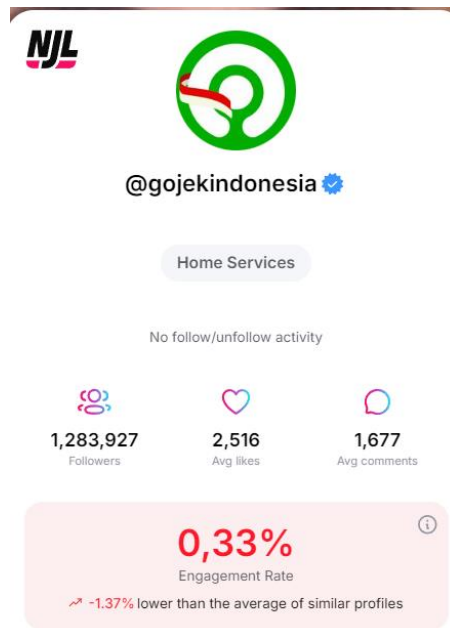 NJL
@gojekindonesia
Home Services
No follow/unfollow activity
1,283,927 2,516 1,677
Followers Avg likes Avg comments
0,33%
Engagement Rate
-1.37% lower than the average of similar profiles